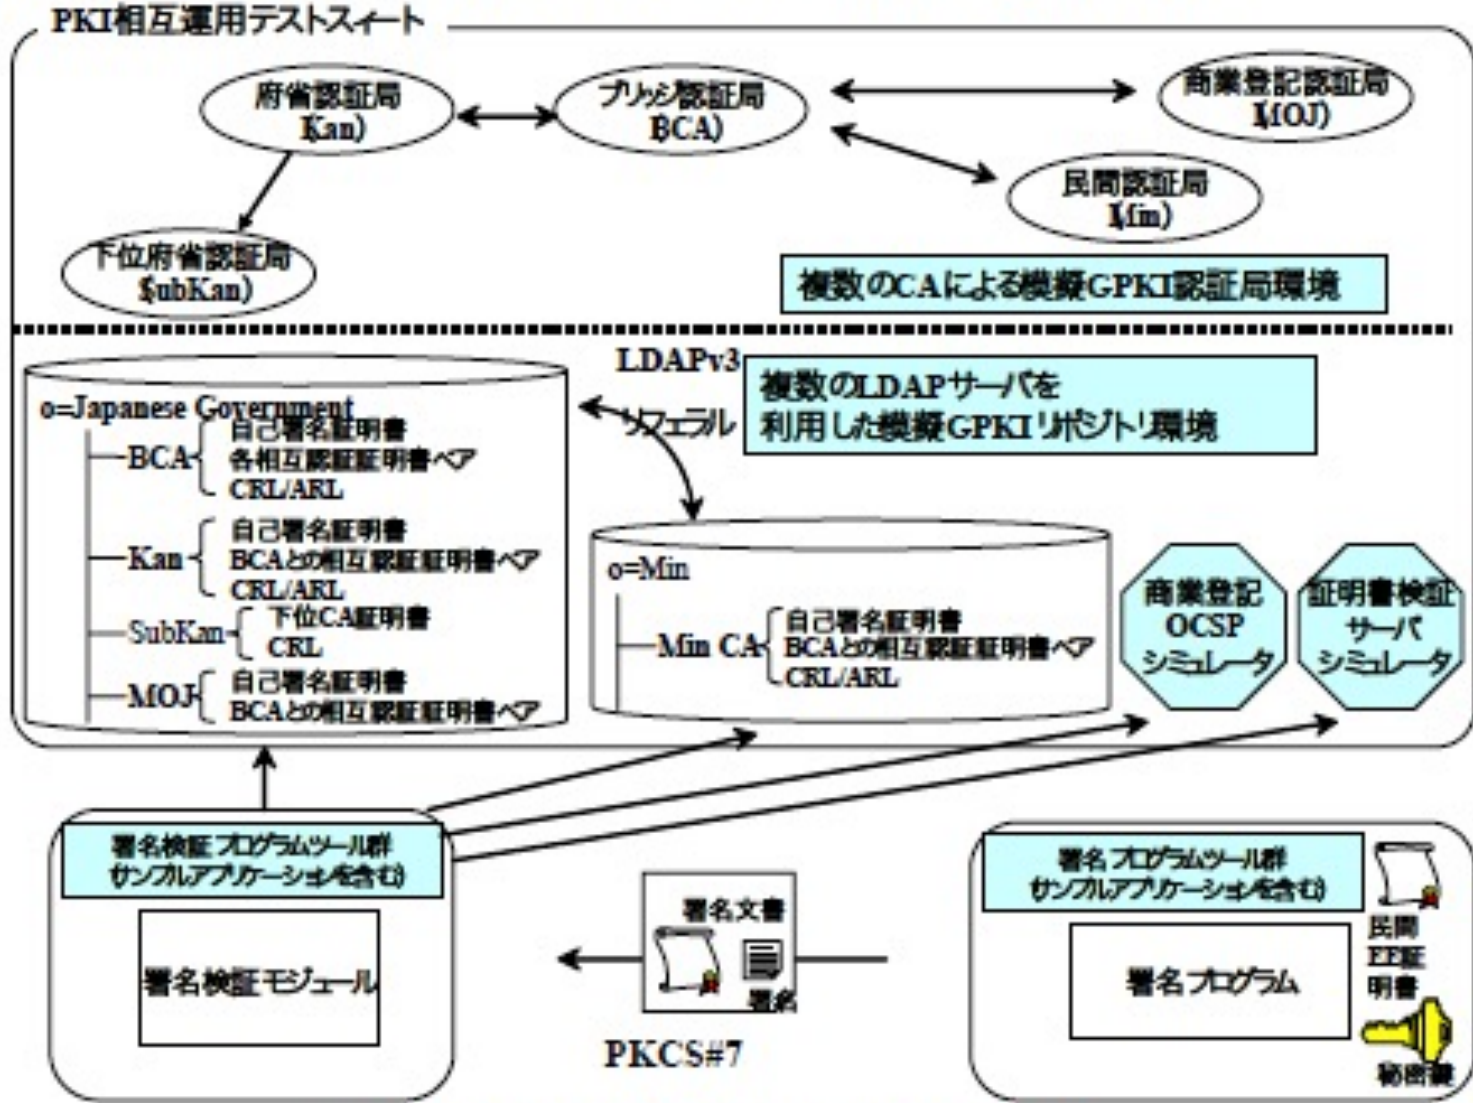 PKI相互運用テストスィート
府省認証局
(Kan)
ブリッジ認証局
(BCA)
商業登記認証局
(MOJ)
民間認証局
(Min)
下位府省認証局
(SubKan)
複数のCAによる模擬GPKI認証局環境
LDAPv3
リフェラル
複数のLDAPサーバを
利用した模擬GPKIリポジトリ環境
o=Japanese Government
BCA
自己署名証明書
各相互認証証明書ペア
CRL/ARL
Kan
自己署名証明書
BCAとの相互認証証明書ペア
CRL/ARL
SubKan
下位CA証明書
CRL
MOJ
自己署名証明書
BCAとの相互認証証明書ペア
o=Min
Min CA
自己署名証明書
BCAとの相互認証証明書ペア
CRL/ARL
商業登記
OCSP
シミュレータ
証明書検証
サーバ
シミュレータ
署名検証プログラムツール群
(サンプルアプリケーションを含む)
署名検証モジュール
署名文書
署名
PKCS#7
署名プログラムツール群
(サンプルアプリケーションを含む)
署名プログラム
民間
EE証
明書
秘密鍵